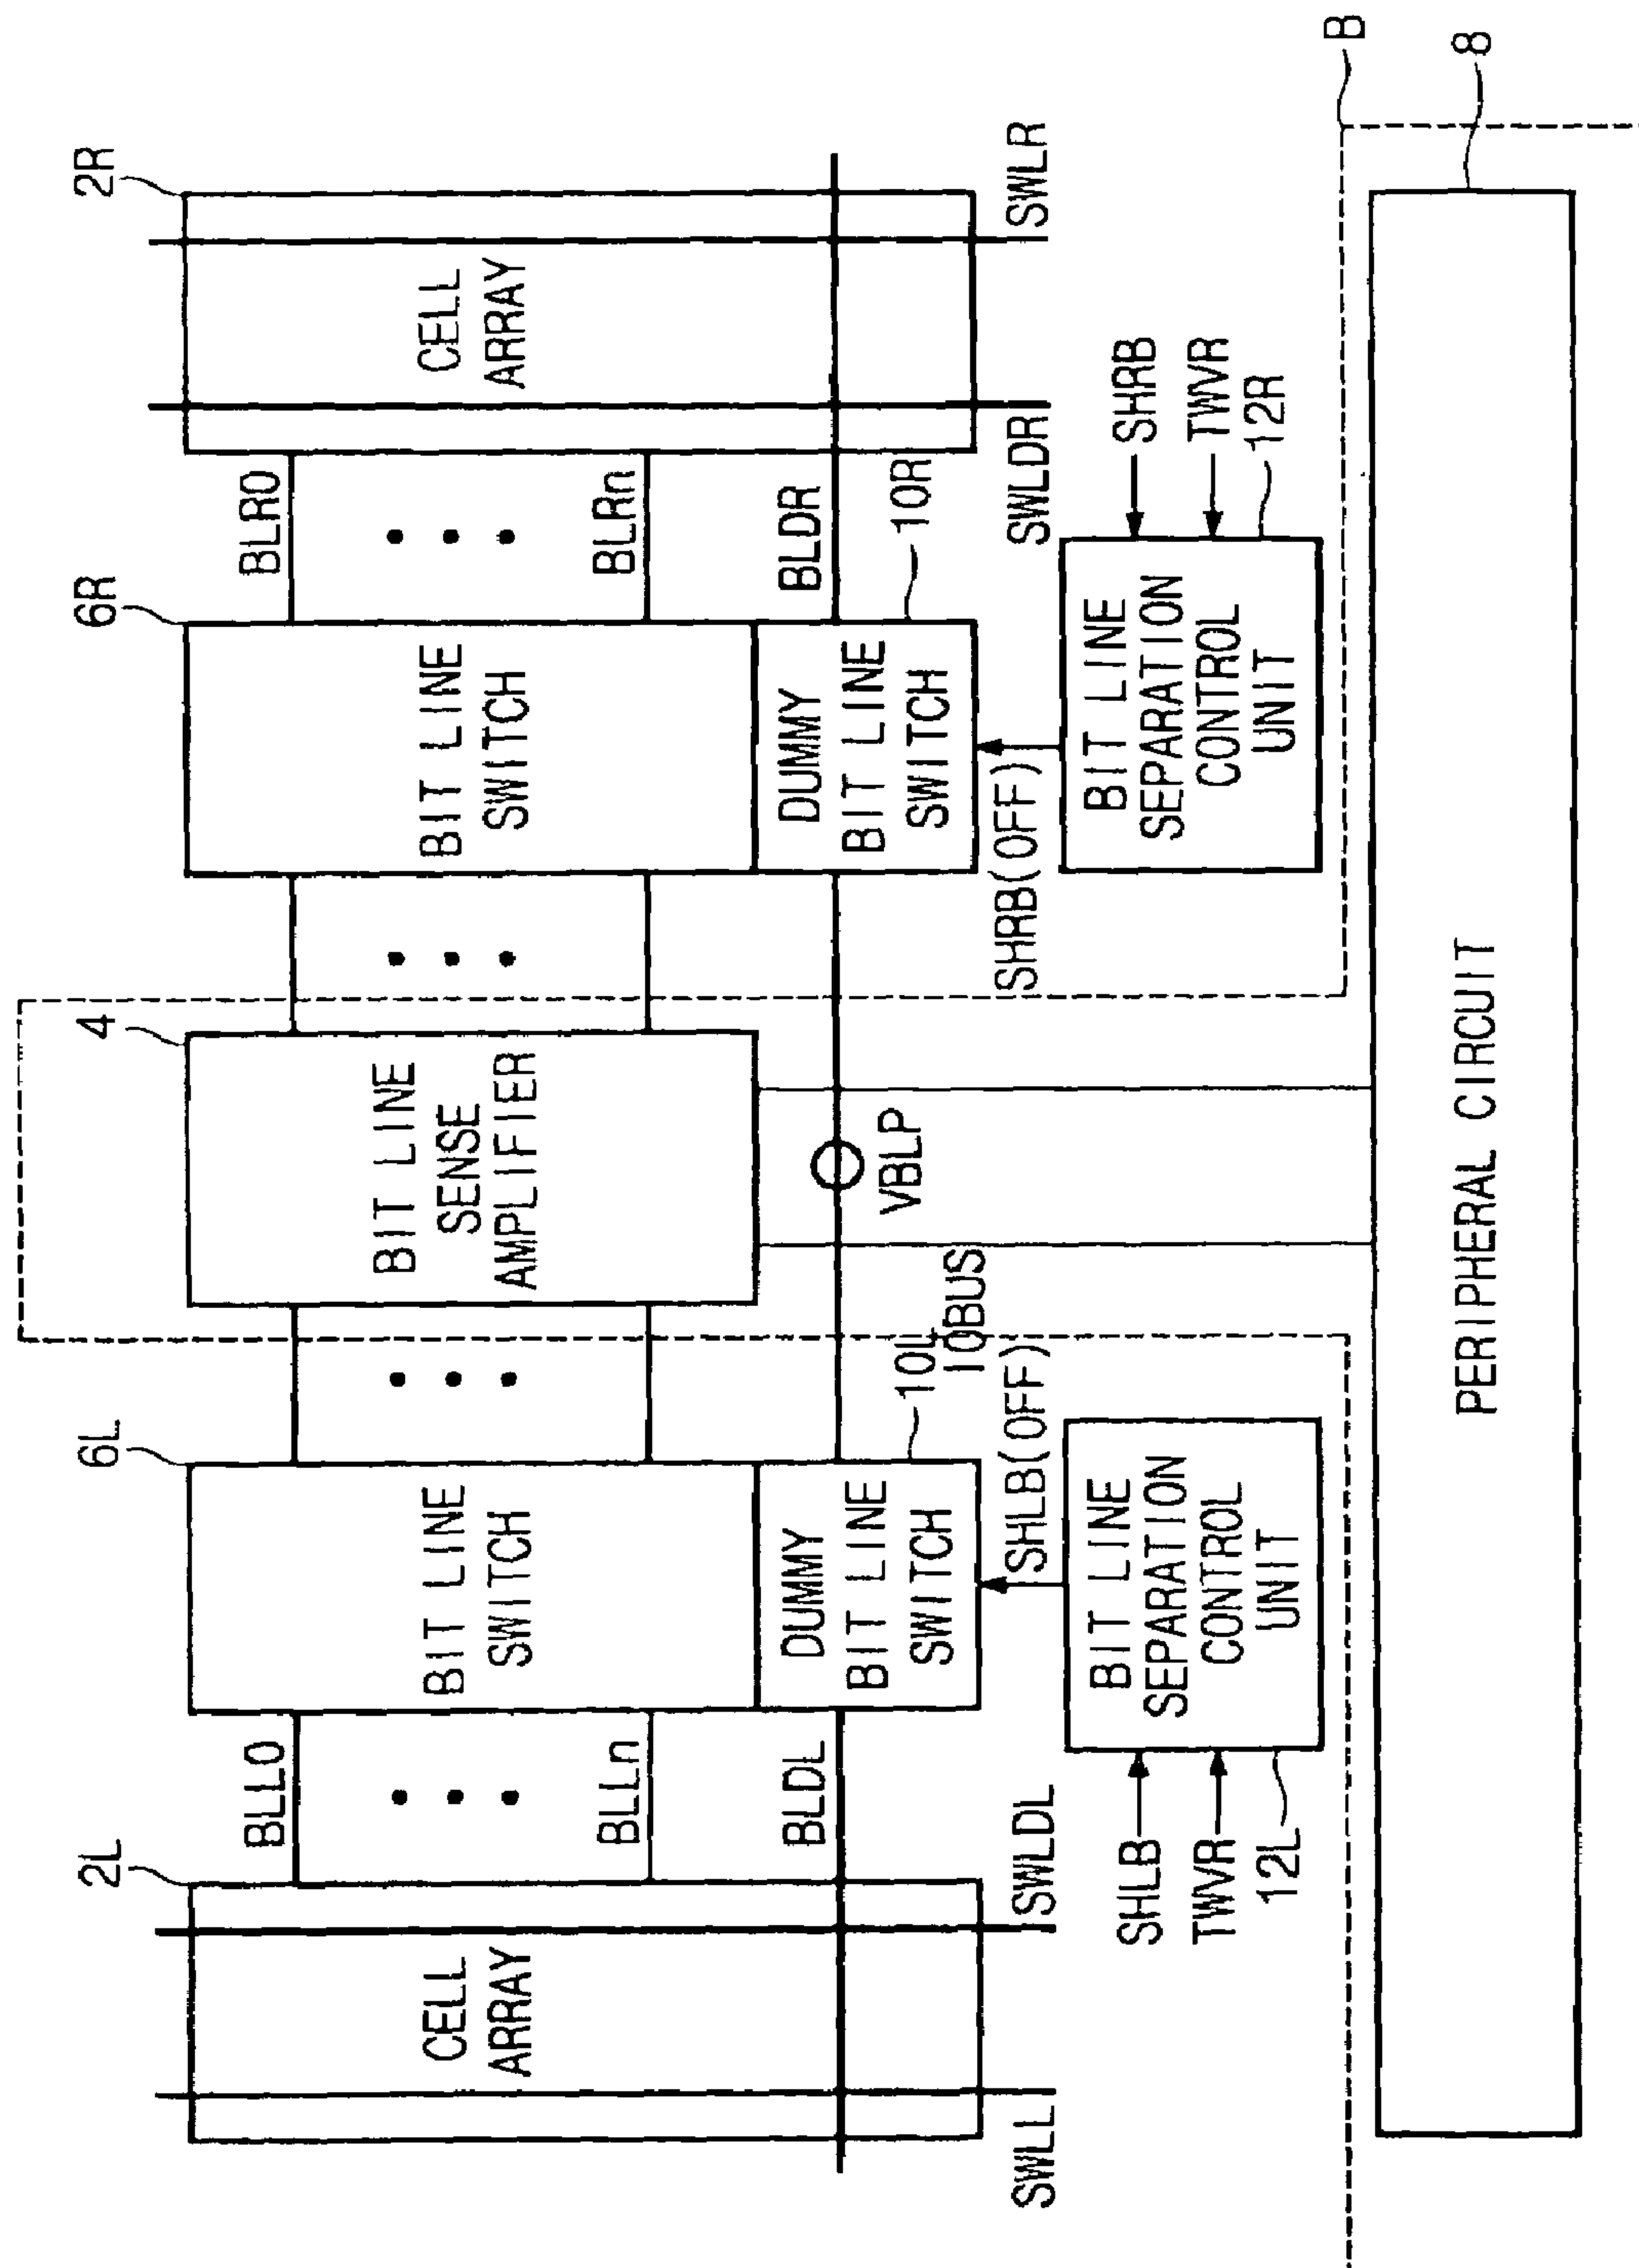 2L
4
6L
6R
2R
BLL0
BLLn
BLDL
BLR0
BLRn
BLDR
CELL
ARRAY
BIT LINE
SWITCH
BIT LINE
SENSE
AMPLIFIER
BIT LINE
SWITCH
CELL
ARRAY
DUMMY
BIT LINE
SWITCH
10L
IOBUS
VBLP
DUMMY
BIT LINE
SWITCH
10R
SWLL
SWLDL
SHLB(OFF)
SHRB(OFF)
SWLDR
SWLR
SHLB
TWVR
12L
BIT LINE
SEPARATION
CONTROL
UNIT
BIT LINE
SEPARATION
CONTROL
UNIT
SHRB
TWVR
12R
B
8
PERIPHERAL CIRCUIT